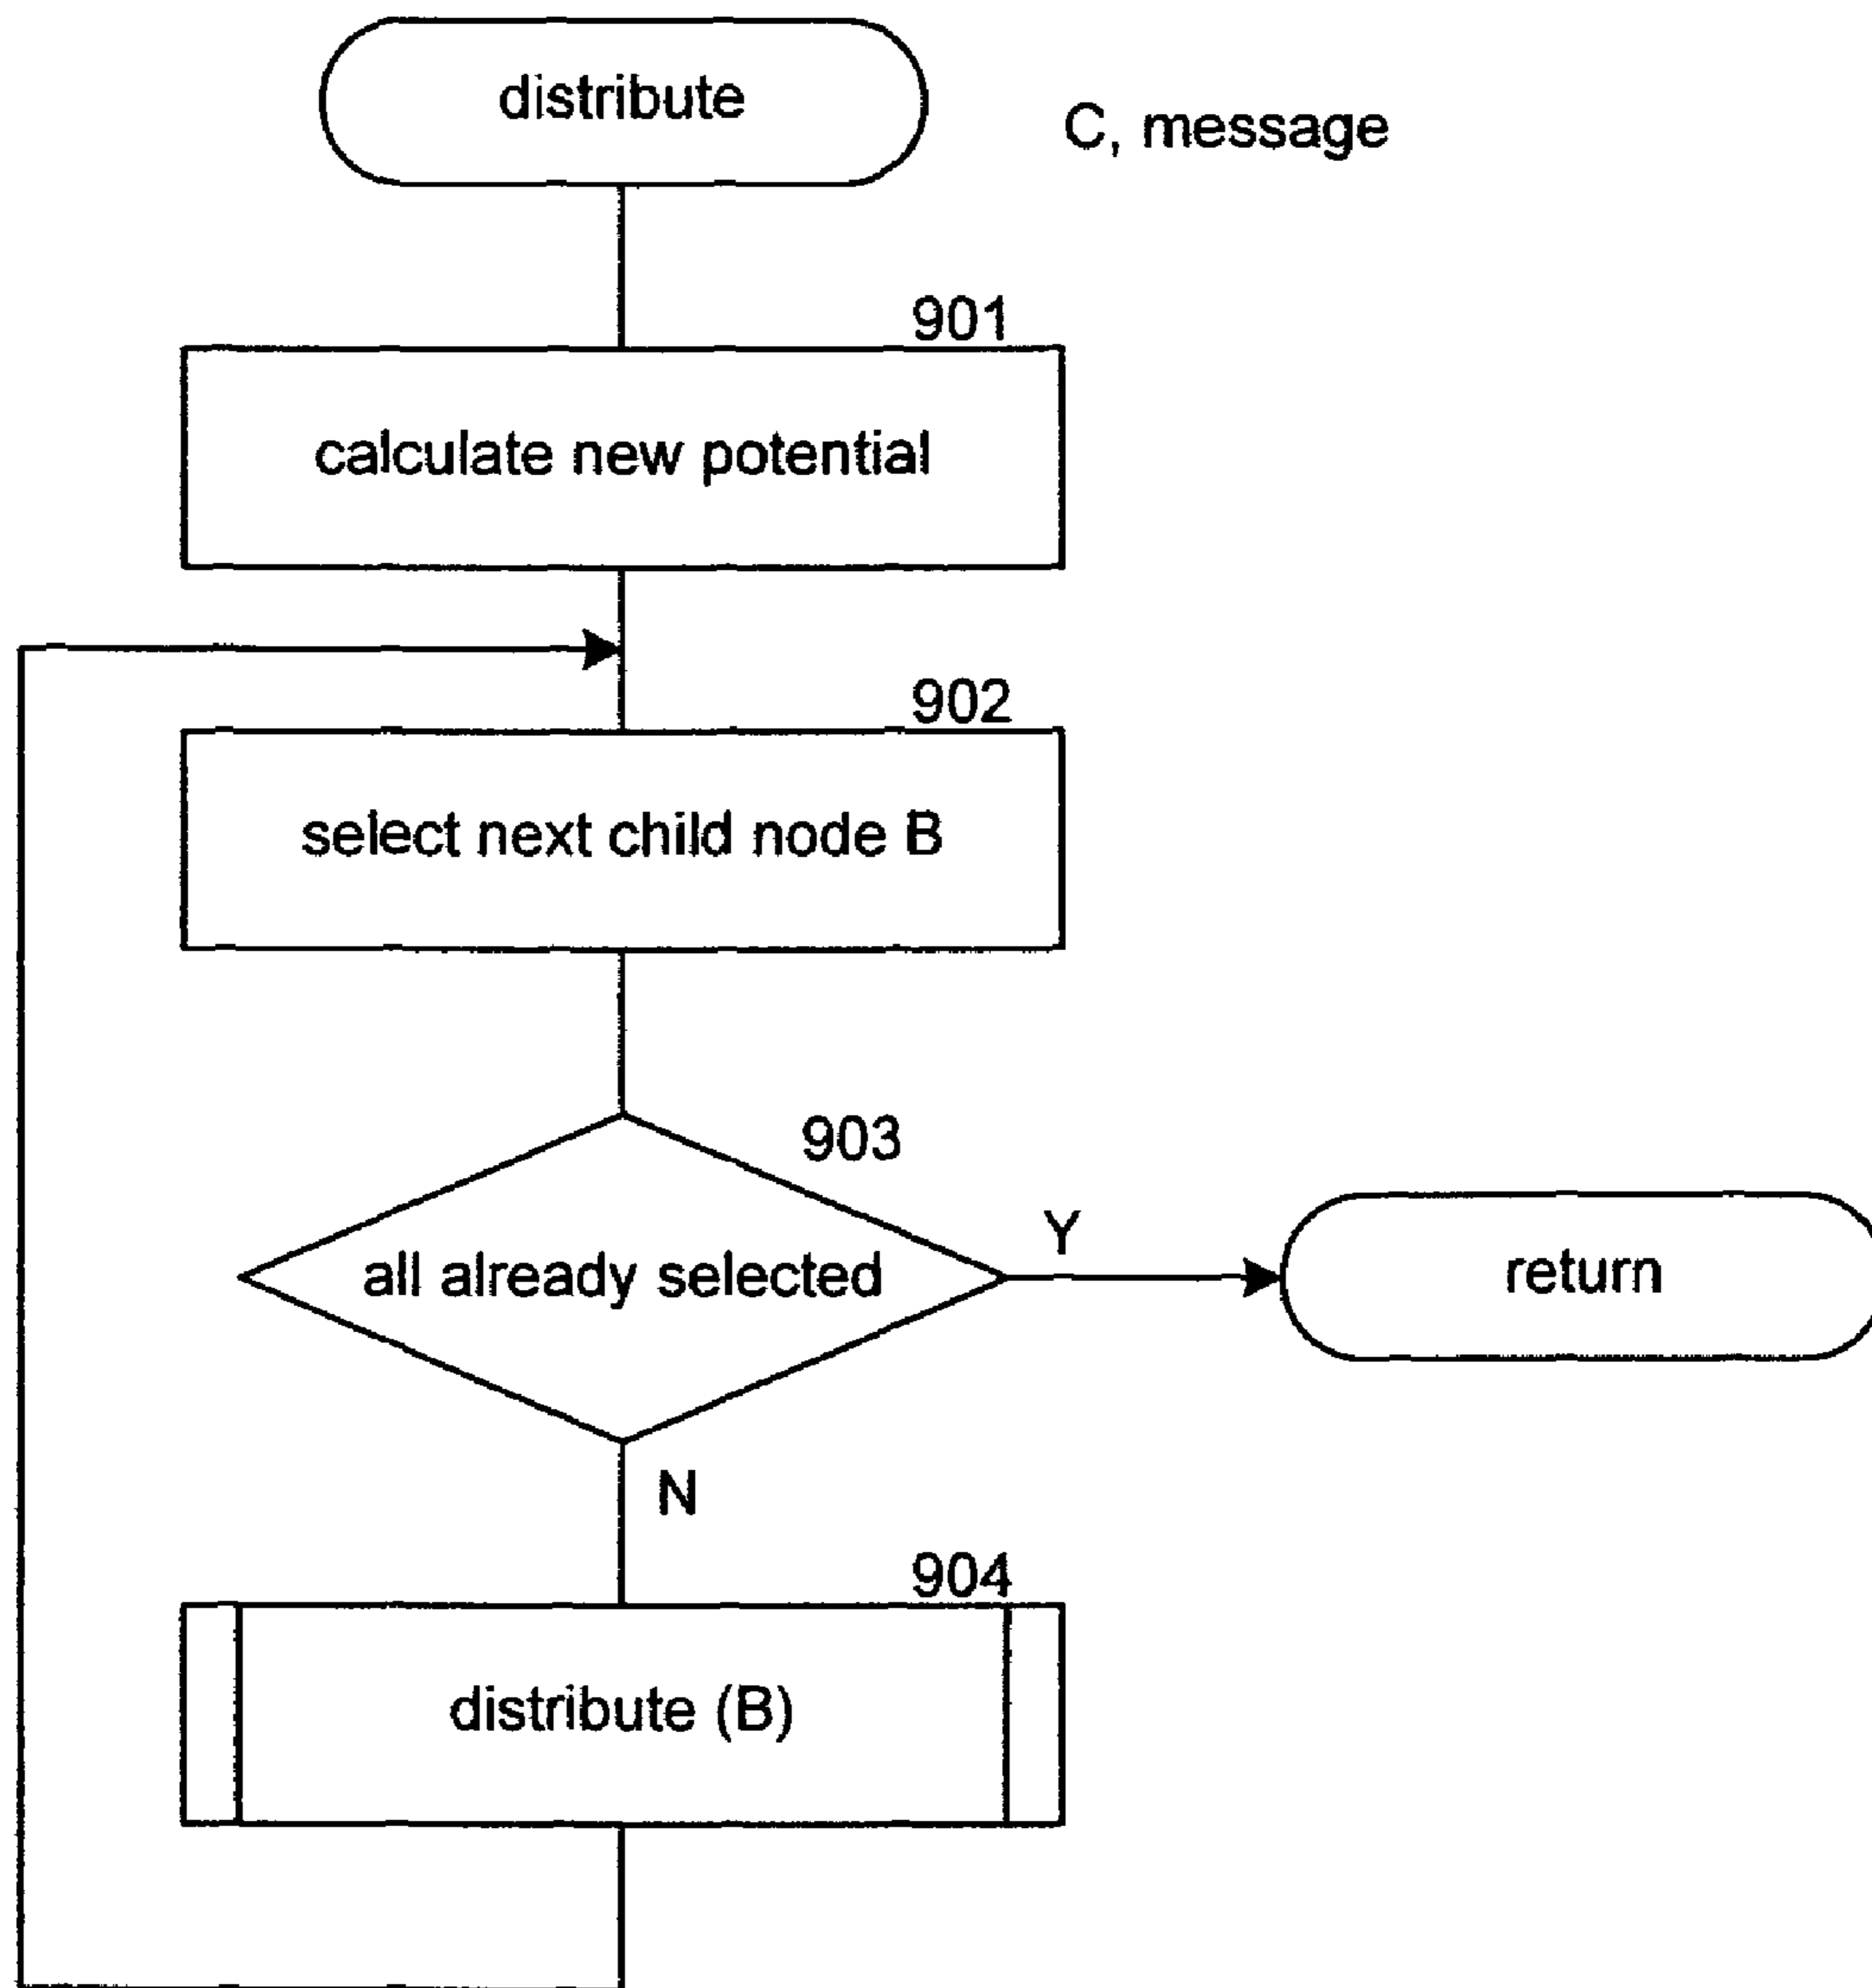 distribute
C, message
901
calculate new potential
902
select next child node B
903
all already selected
Y
return
N
904
distribute (B)